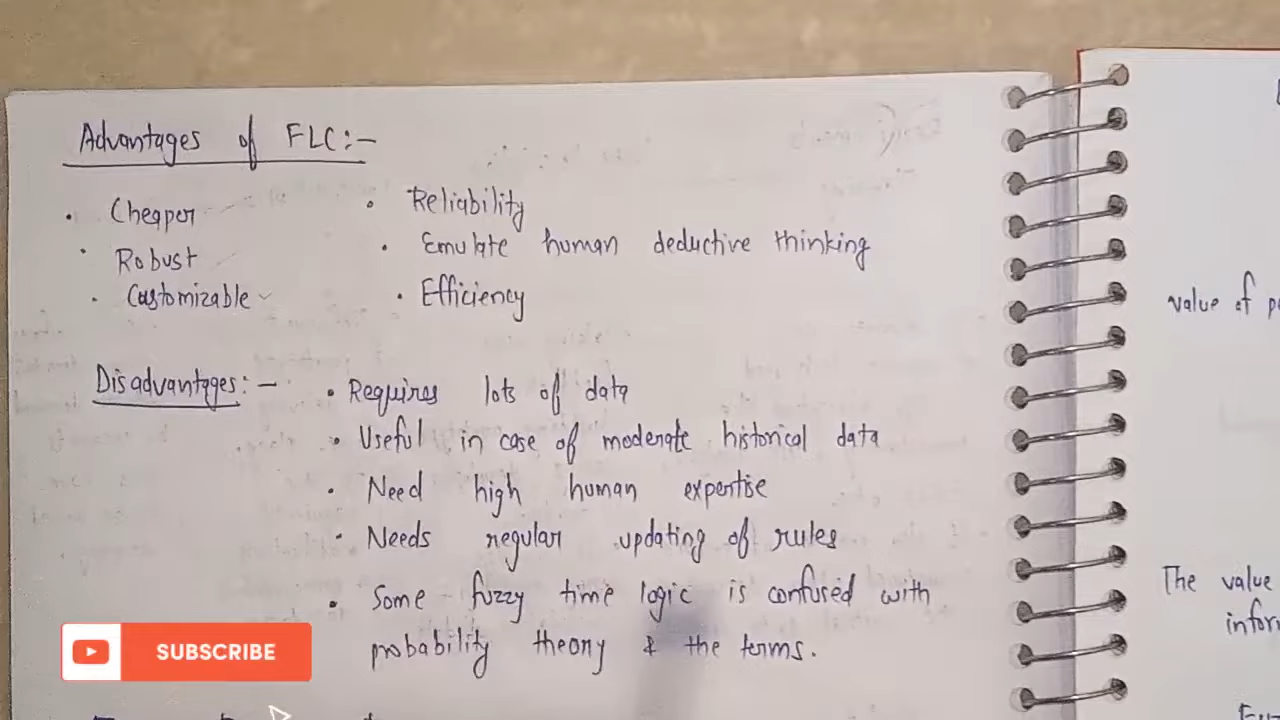 Advantages of FLC:-
• Cheaper
• Robust
• Customizable
• Reliability
• Emulate human deductive thinking
• Efficiency
Disadvantages:-
• Requires lots of data
• Useful in case of moderate historical data
• Need high human expertise
• Needs regular updating of rules
• Some fuzzy time logic is confused with
probability theory & the terms.
SUBSCRIBE
value of
The value